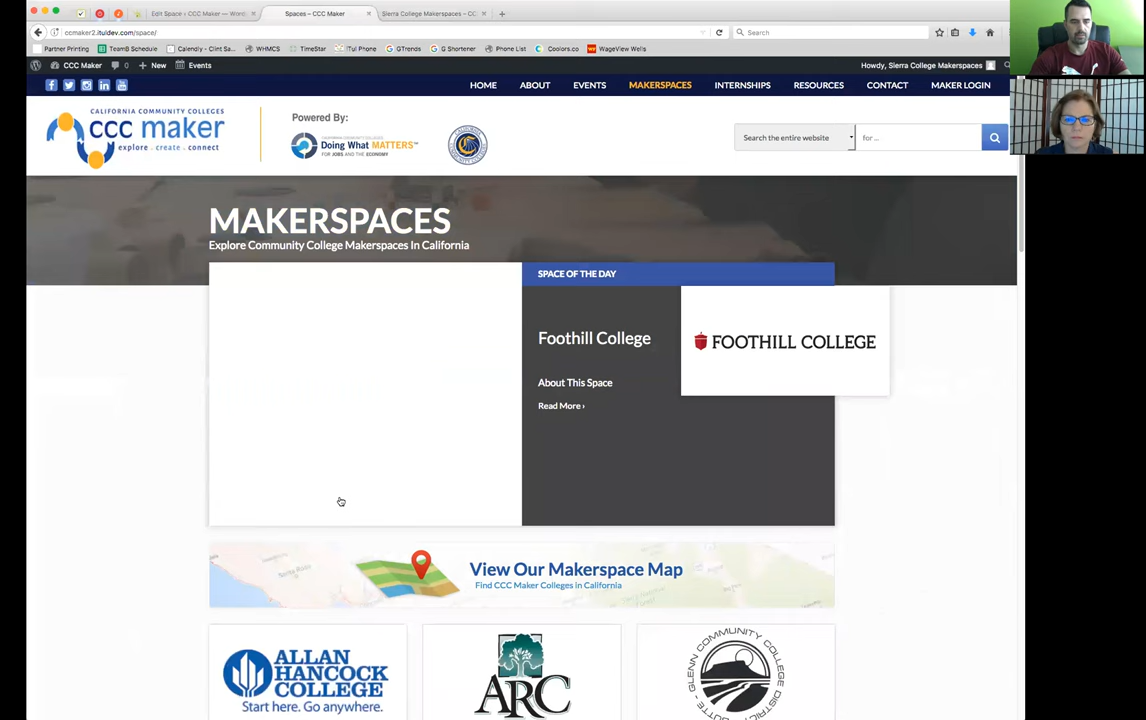 Edit Space ‹ CCC Maker — Word
Spaces – CCC Maker
Sierra College Makerspaces – CC
ccmaker2.ituldev.com/space/
Search
Partner Printing
TeamB Schedule
Calendly - Clint Sa...
WHMCS
TimeStar
iTul Phone
GTrends
G Shortener
Phone List
Coolors.co
WageView Wells
CCC Maker
0
New
Events
Howdy, Sierra College Makerspaces
HOME
ABOUT
EVENTS
MAKERSPACES
INTERNSHIPS
RESOURCES
CONTACT
MAKER LOGIN
CALIFORNIA COMMUNITY COLLEGES
ccc maker
explore . create . connect
Powered By:
Doing What MATTERS™
FOR JOBS AND THE ECONOMY
Search the entire website
for ...
MAKERSPACES
Explore Community College Makerspaces In California
SPACE OF THE DAY
Foothill College
FOOTHILL COLLEGE
About This Space
Read More ›
View Our Makerspace Map
Find CCC Maker Colleges in California
ALLAN
HANCOCK
COLLEGE
Start here. Go anywhere.
ARC
BUTTE - GLENN COMMUNITY COLLEGE DISTRICT